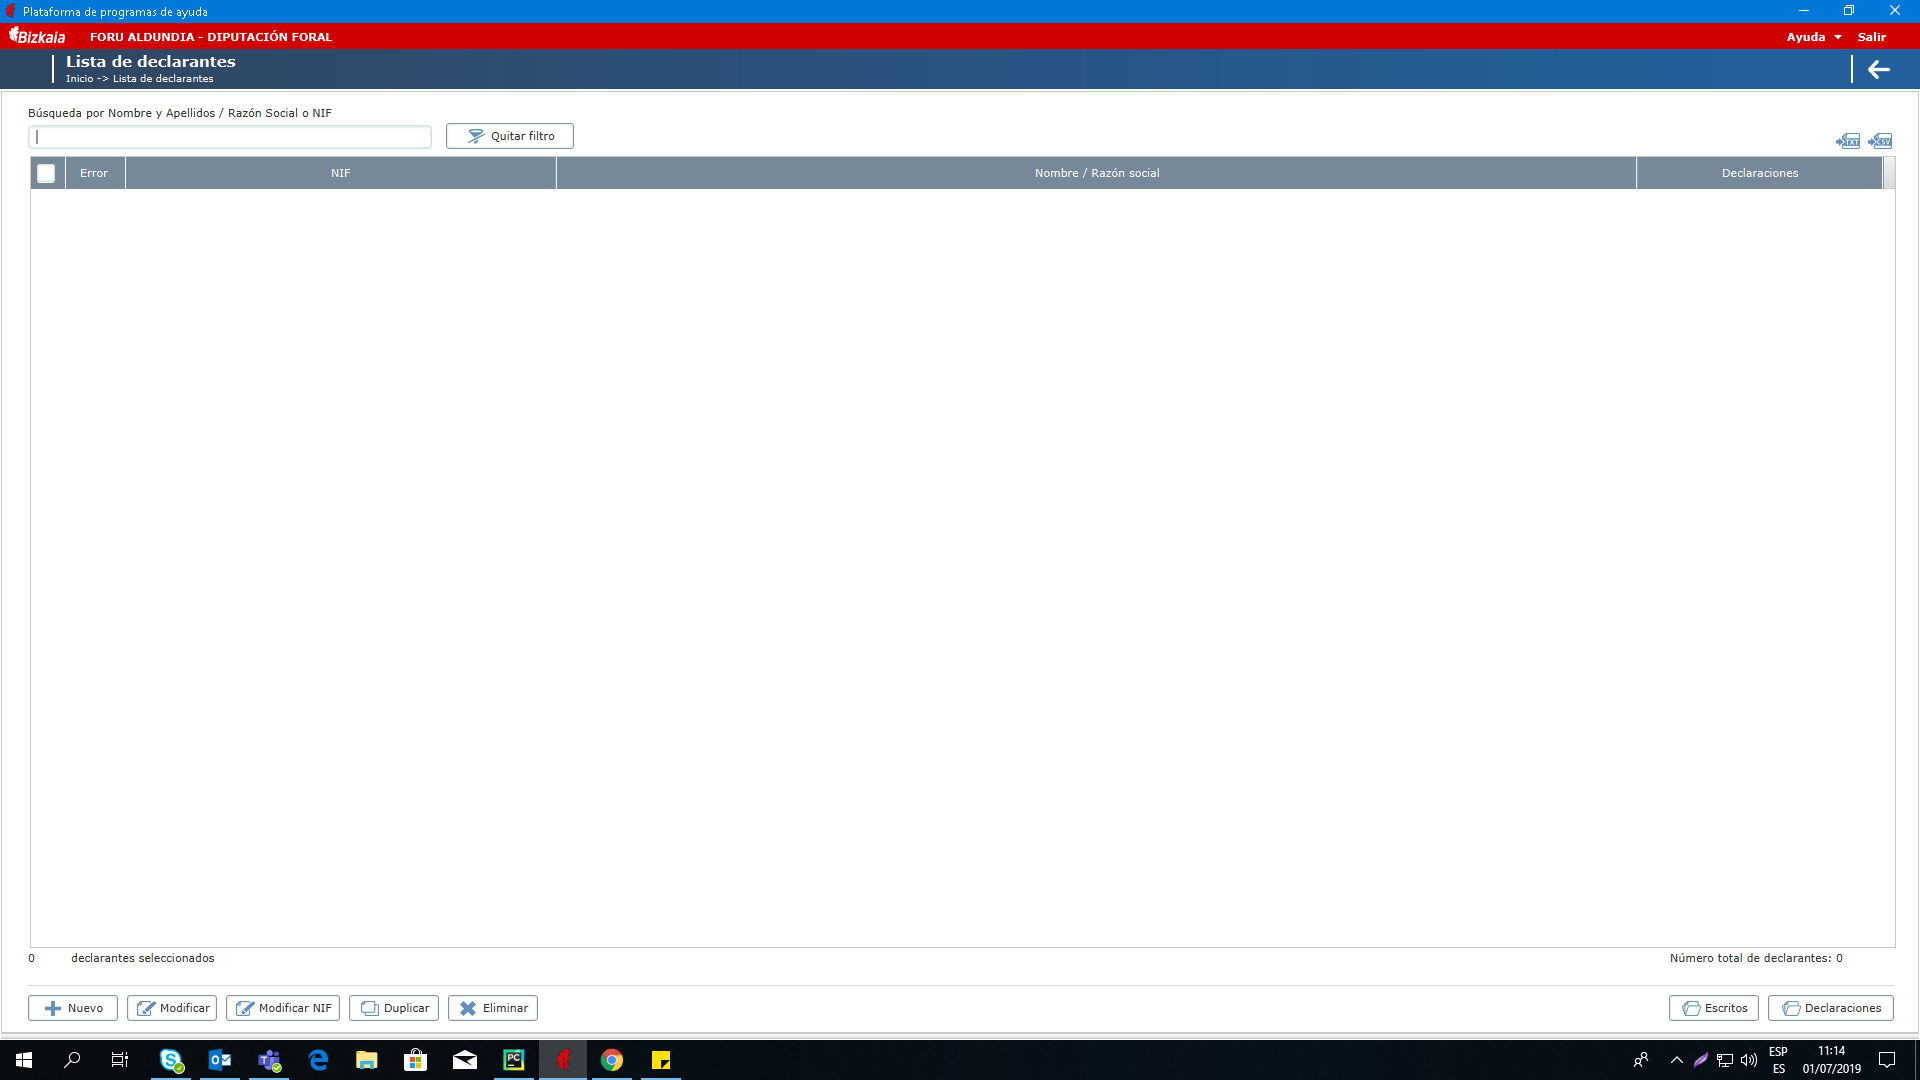 Plataforma de programas de ayuda
Bizkaia FORU ALDUNDIA - DIPUTACIÓN FORAL Ayuda Salir
Lista de declarantes
Inicio -> Lista de declarantes
Búsqueda por Nombre y Apellidos / Razón Social o NIF
Quitar filtro
TXT CSV
Error NIF Nombre / Razón social Declaraciones
0 declarantes seleccionados Número total de declarantes: 0
Nuevo Modificar Modificar NIF Duplicar Eliminar Escritos Declaraciones
ESP 11:14
ES 01/07/2019